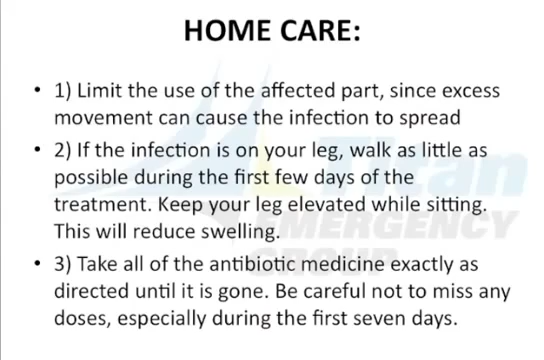 HOME CARE:
• 1) Limit the use of the affected part, since excess
movement can cause the infection to spread
• 2) If the infection is on your leg, walk as little as
possible during the first few days of the
treatment. Keep your leg elevated while sitting.
This will reduce swelling.
• 3) Take all of the antibiotic medicine exactly as
directed until it is gone. Be careful not to miss any
doses, especially during the first seven days.
Titan
EMERGENCY
GROUP